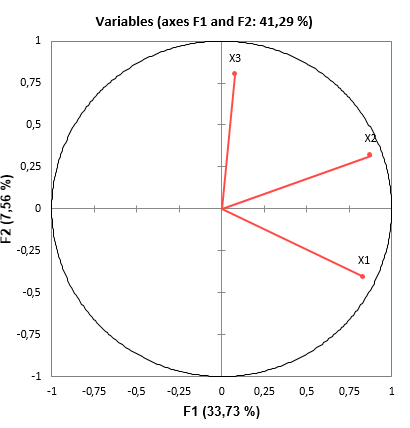 Variables (axes F1 and F2: 41,29 %)
1
0,75
0,5
0,25
0
-0,25
-0,5
-0,75
-1
F2 (7,56 %)
X3
X2
X1
-1 -0,75 -0,5 -0,25 0 0,25 0,5 0,75 1
F1 (33,73 %)